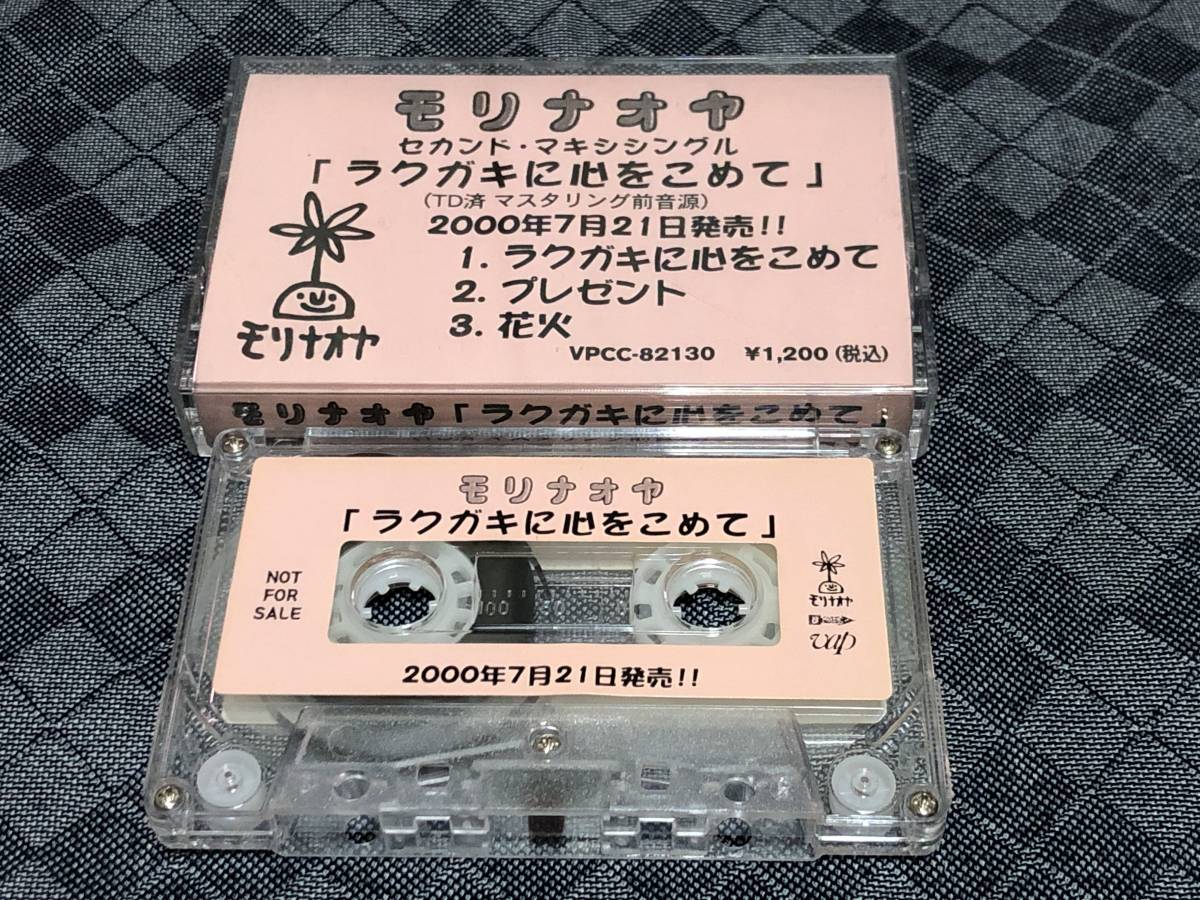 モリナオヤ
セカンド・マキシシングル
「ラクガキに心をこめて」
(TD済 マスタリング前音源)
2000年7月21日発売!!
1. ラクガキに心をこめて
2. プレゼント
3. 花火
モリナオヤ
VPCC-82130 ¥1,200 (税込)
モリナオヤ「ラクガキに心をこめて」
モリナオヤ
「ラクガキに心をこめて」
NOT
FOR
SALE
100 50
モリナオヤ
vap
2000年7月21日発売!!